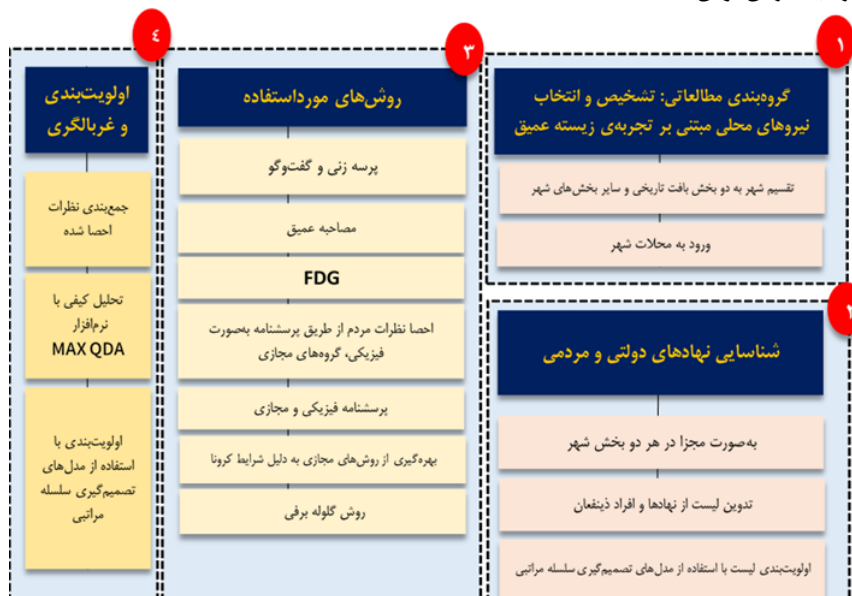 ۱
گروه‌بندی مطالعاتی: تشخیص و انتخاب
نیروهای محلی مبتنی بر تجربه‌ی زیسته عمیق
تقسیم شهر به دو بخش بافت تاریخی و سایر بخش‌های شهر
ورود به محلات شهر
۲
شناسایی نهادهای دولتی و مردمی
به‌صورت مجزا در هر دو بخش شهر
تدوین لیست از نهادها و افراد ذینفعان
اولویت‌بندی لیست با استفاده از مدل‌های تصمیم‌گیری سلسله مراتبی
۳
روش‌های مورداستفاده
پرسه زنی و گفت‌وگو
مصاحبه عمیق
FDG
احصا نظرات مردم از طریق پرسشنامه به‌صورت
فیزیکی، گروه‌های مجازی
پرسشنامه فیزیکی و مجازی
بهره‌گیری از روش‌های مجازی به دلیل شرایط کرونا
روش گلوله برفی
۴
اولویت‌بندی
و غربالگری
جمع‌بندی نظرات
احصا شده
تحلیل کیفی با
نرم‌افزار
MAX QDA
اولویت‌بندی با
استفاده از مدل‌های
تصمیم‌گیری سلسله
مراتبی